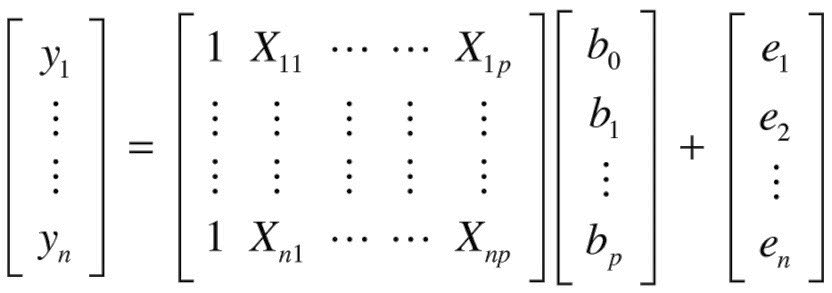 y₁ = 1 X₁₁ ⋯ ⋯ X₁ₚ b₀ + e₁
⋮ ⋮ ⋮ ⋮ ⋮ ⋮ b₁ e₂
⋮ ⋮ ⋮ ⋮ ⋮ ⋮ ⋮ ⋮
yₙ 1 Xₙ₁ ⋯ ⋯ Xₙₚ bₚ eₙ